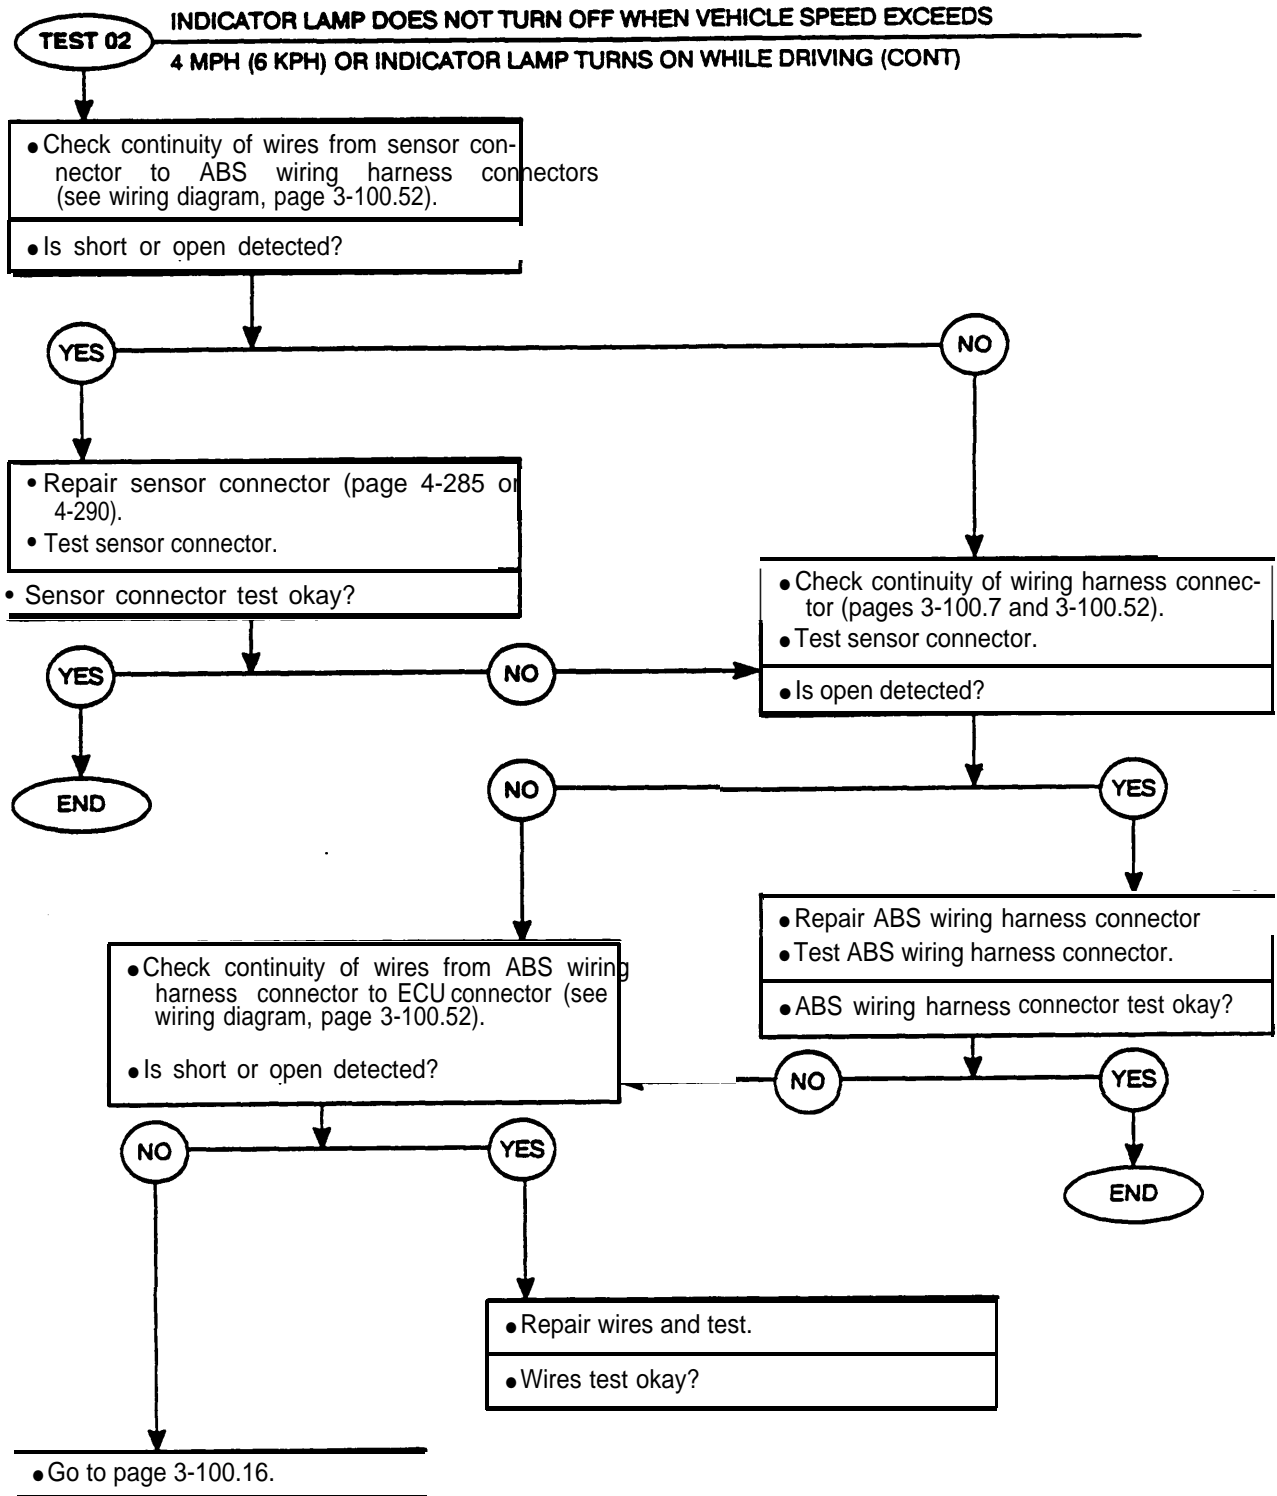 TEST 02
INDICATOR LAMP DOES NOT TURN OFF WHEN VEHICLE SPEED EXCEEDS
4 MPH (6 KPH) OR INDICATOR LAMP TURNS ON WHILE DRIVING (CONT)
• Check continuity of wires from sensor con-
nector to ABS wiring harness connectors
(see wiring diagram, page 3-100.52).
• Is short or open detected?
YES
NO
• Repair sensor connector (page 4-285 or
4-290).
• Test sensor connector.
• Sensor connector test okay?
• Check continuity of wiring harness connec-
tor (pages 3-100.7 and 3-100.52).
• Test sensor connector.
• Is open detected?
YES
NO
END
NO
YES
• Repair ABS wiring harness connector
• Test ABS wiring harness connector.
• ABS wiring harness connector test okay?
• Check continuity of wires from ABS wiring
harness connector to ECU connector (see
wiring diagram, page 3-100.52).
• Is short or open detected?
NO
YES
END
NO
YES
• Repair wires and test.
• Wires test okay?
• Go to page 3-100.16.